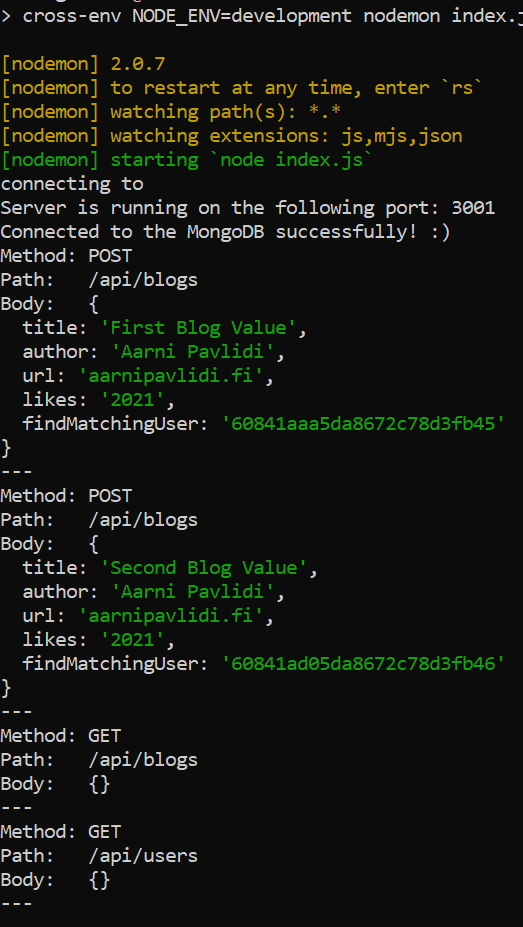 > cross-env NODE_ENV=development nodemon index.j
[nodemon] 2.0.7
[nodemon] to restart at any time, enter `rs`
[nodemon] watching path(s): *.*
[nodemon] watching extensions: js,mjs,json
[nodemon] starting `node index.js`
connecting to
Server is running on the following port: 3001
Connected to the MongoDB successfully! :)
Method: POST
Path:   /api/blogs
Body:   {
  title: 'First Blog Value',
  author: 'Aarni Pavlidi',
  url: 'aarnipavlidi.fi',
  likes: '2021',
  findMatchingUser: '60841aaa5da8672c78d3fb45'
}
---
Method: POST
Path:   /api/blogs
Body:   {
  title: 'Second Blog Value',
  author: 'Aarni Pavlidi',
  url: 'aarnipavlidi.fi',
  likes: '2021',
  findMatchingUser: '60841ad05da8672c78d3fb46'
}
---
Method: GET
Path:   /api/blogs
Body:   {}
---
Method: GET
Path:   /api/users
Body:   {}
---